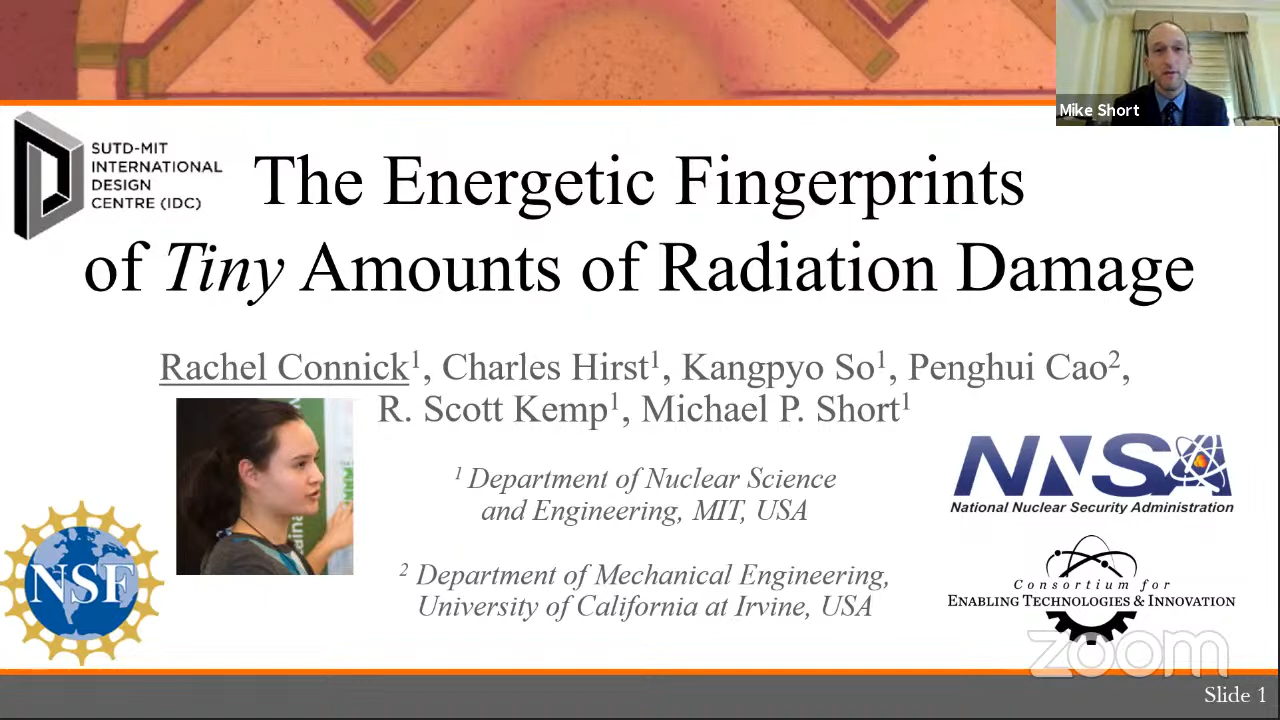 Mike Short
SUTD-MIT
INTERNATIONAL
DESIGN
CENTRE (IDC)
The Energetic Fingerprints
of Tiny Amounts of Radiation Damage
Rachel Connick¹, Charles Hirst¹, Kangpyo So¹, Penghui Cao²,
R. Scott Kemp¹, Michael P. Short¹
¹ Department of Nuclear Science
and Engineering, MIT, USA
² Department of Mechanical Engineering,
University of California at Irvine, USA
NNSA
National Nuclear Security Administration
NSF
Consortium for
ENABLING TECHNOLOGIES & INNOVATION
zoom
Slide 1